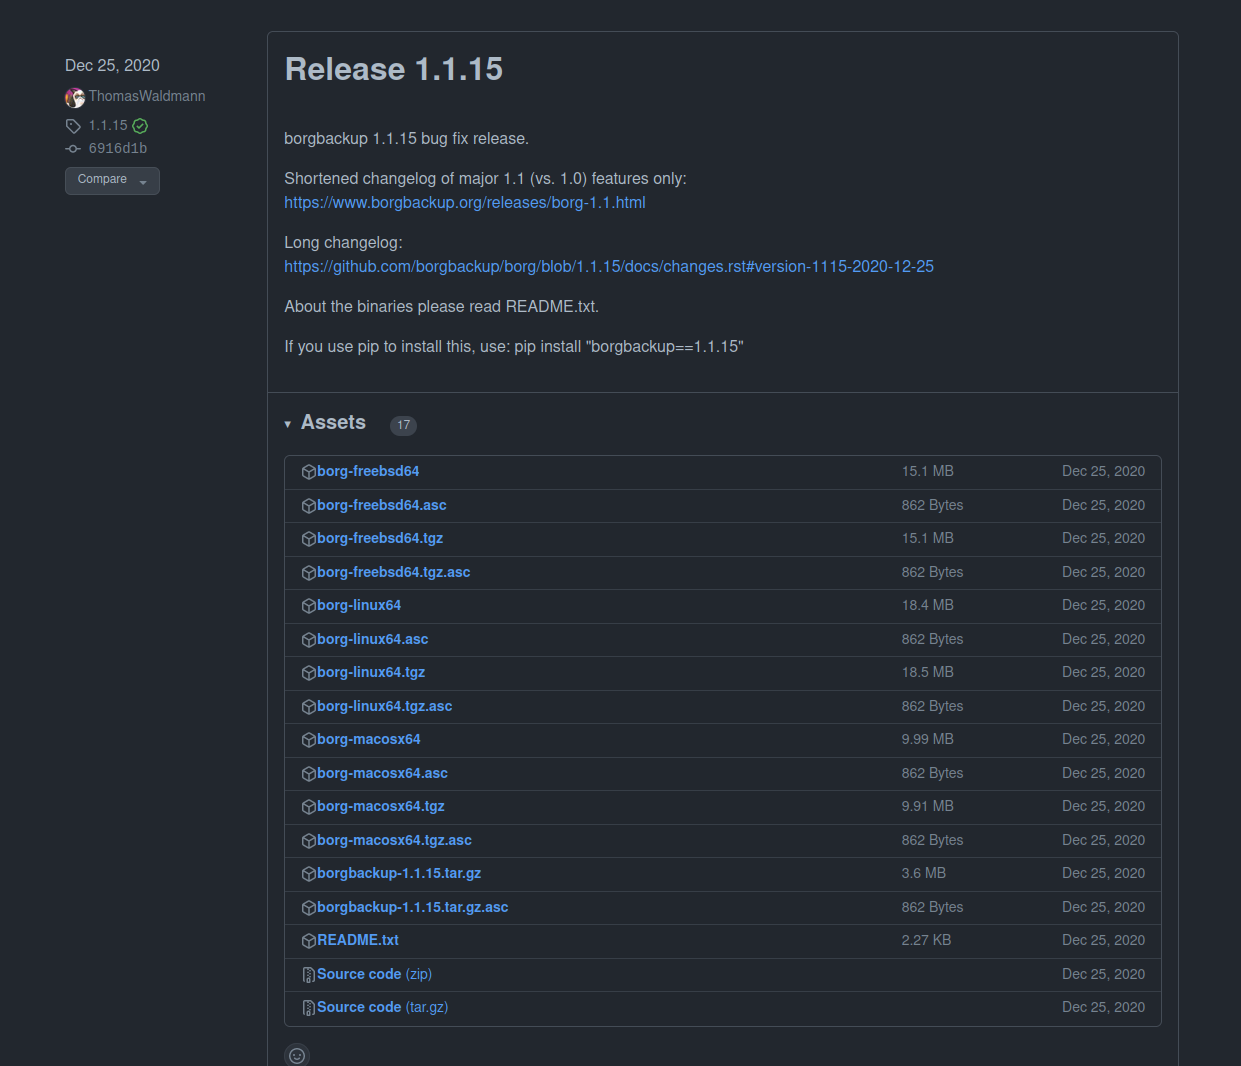 Dec 25, 2020
ThomasWaldmann
1.1.15
6916d1b
Compare
Release 1.1.15
borgbackup 1.1.15 bug fix release.
Shortened changelog of major 1.1 (vs. 1.0) features only:
https://www.borgbackup.org/releases/borg-1.1.html
Long changelog:
https://github.com/borgbackup/borg/blob/1.1.15/docs/changes.rst#version-1115-2020-12-25
About the binaries please read README.txt.
If you use pip to install this, use: pip install "borgbackup==1.1.15"
Assets 17
borg-freebsd64 15.1 MB Dec 25, 2020
borg-freebsd64.asc 862 Bytes Dec 25, 2020
borg-freebsd64.tgz 15.1 MB Dec 25, 2020
borg-freebsd64.tgz.asc 862 Bytes Dec 25, 2020
borg-linux64 18.4 MB Dec 25, 2020
borg-linux64.asc 862 Bytes Dec 25, 2020
borg-linux64.tgz 18.5 MB Dec 25, 2020
borg-linux64.tgz.asc 862 Bytes Dec 25, 2020
borg-macosx64 9.99 MB Dec 25, 2020
borg-macosx64.asc 862 Bytes Dec 25, 2020
borg-macosx64.tgz 9.91 MB Dec 25, 2020
borg-macosx64.tgz.asc 862 Bytes Dec 25, 2020
borgbackup-1.1.15.tar.gz 3.6 MB Dec 25, 2020
borgbackup-1.1.15.tar.gz.asc 862 Bytes Dec 25, 2020
README.txt 2.27 KB Dec 25, 2020
Source code (zip) Dec 25, 2020
Source code (tar.gz) Dec 25, 2020